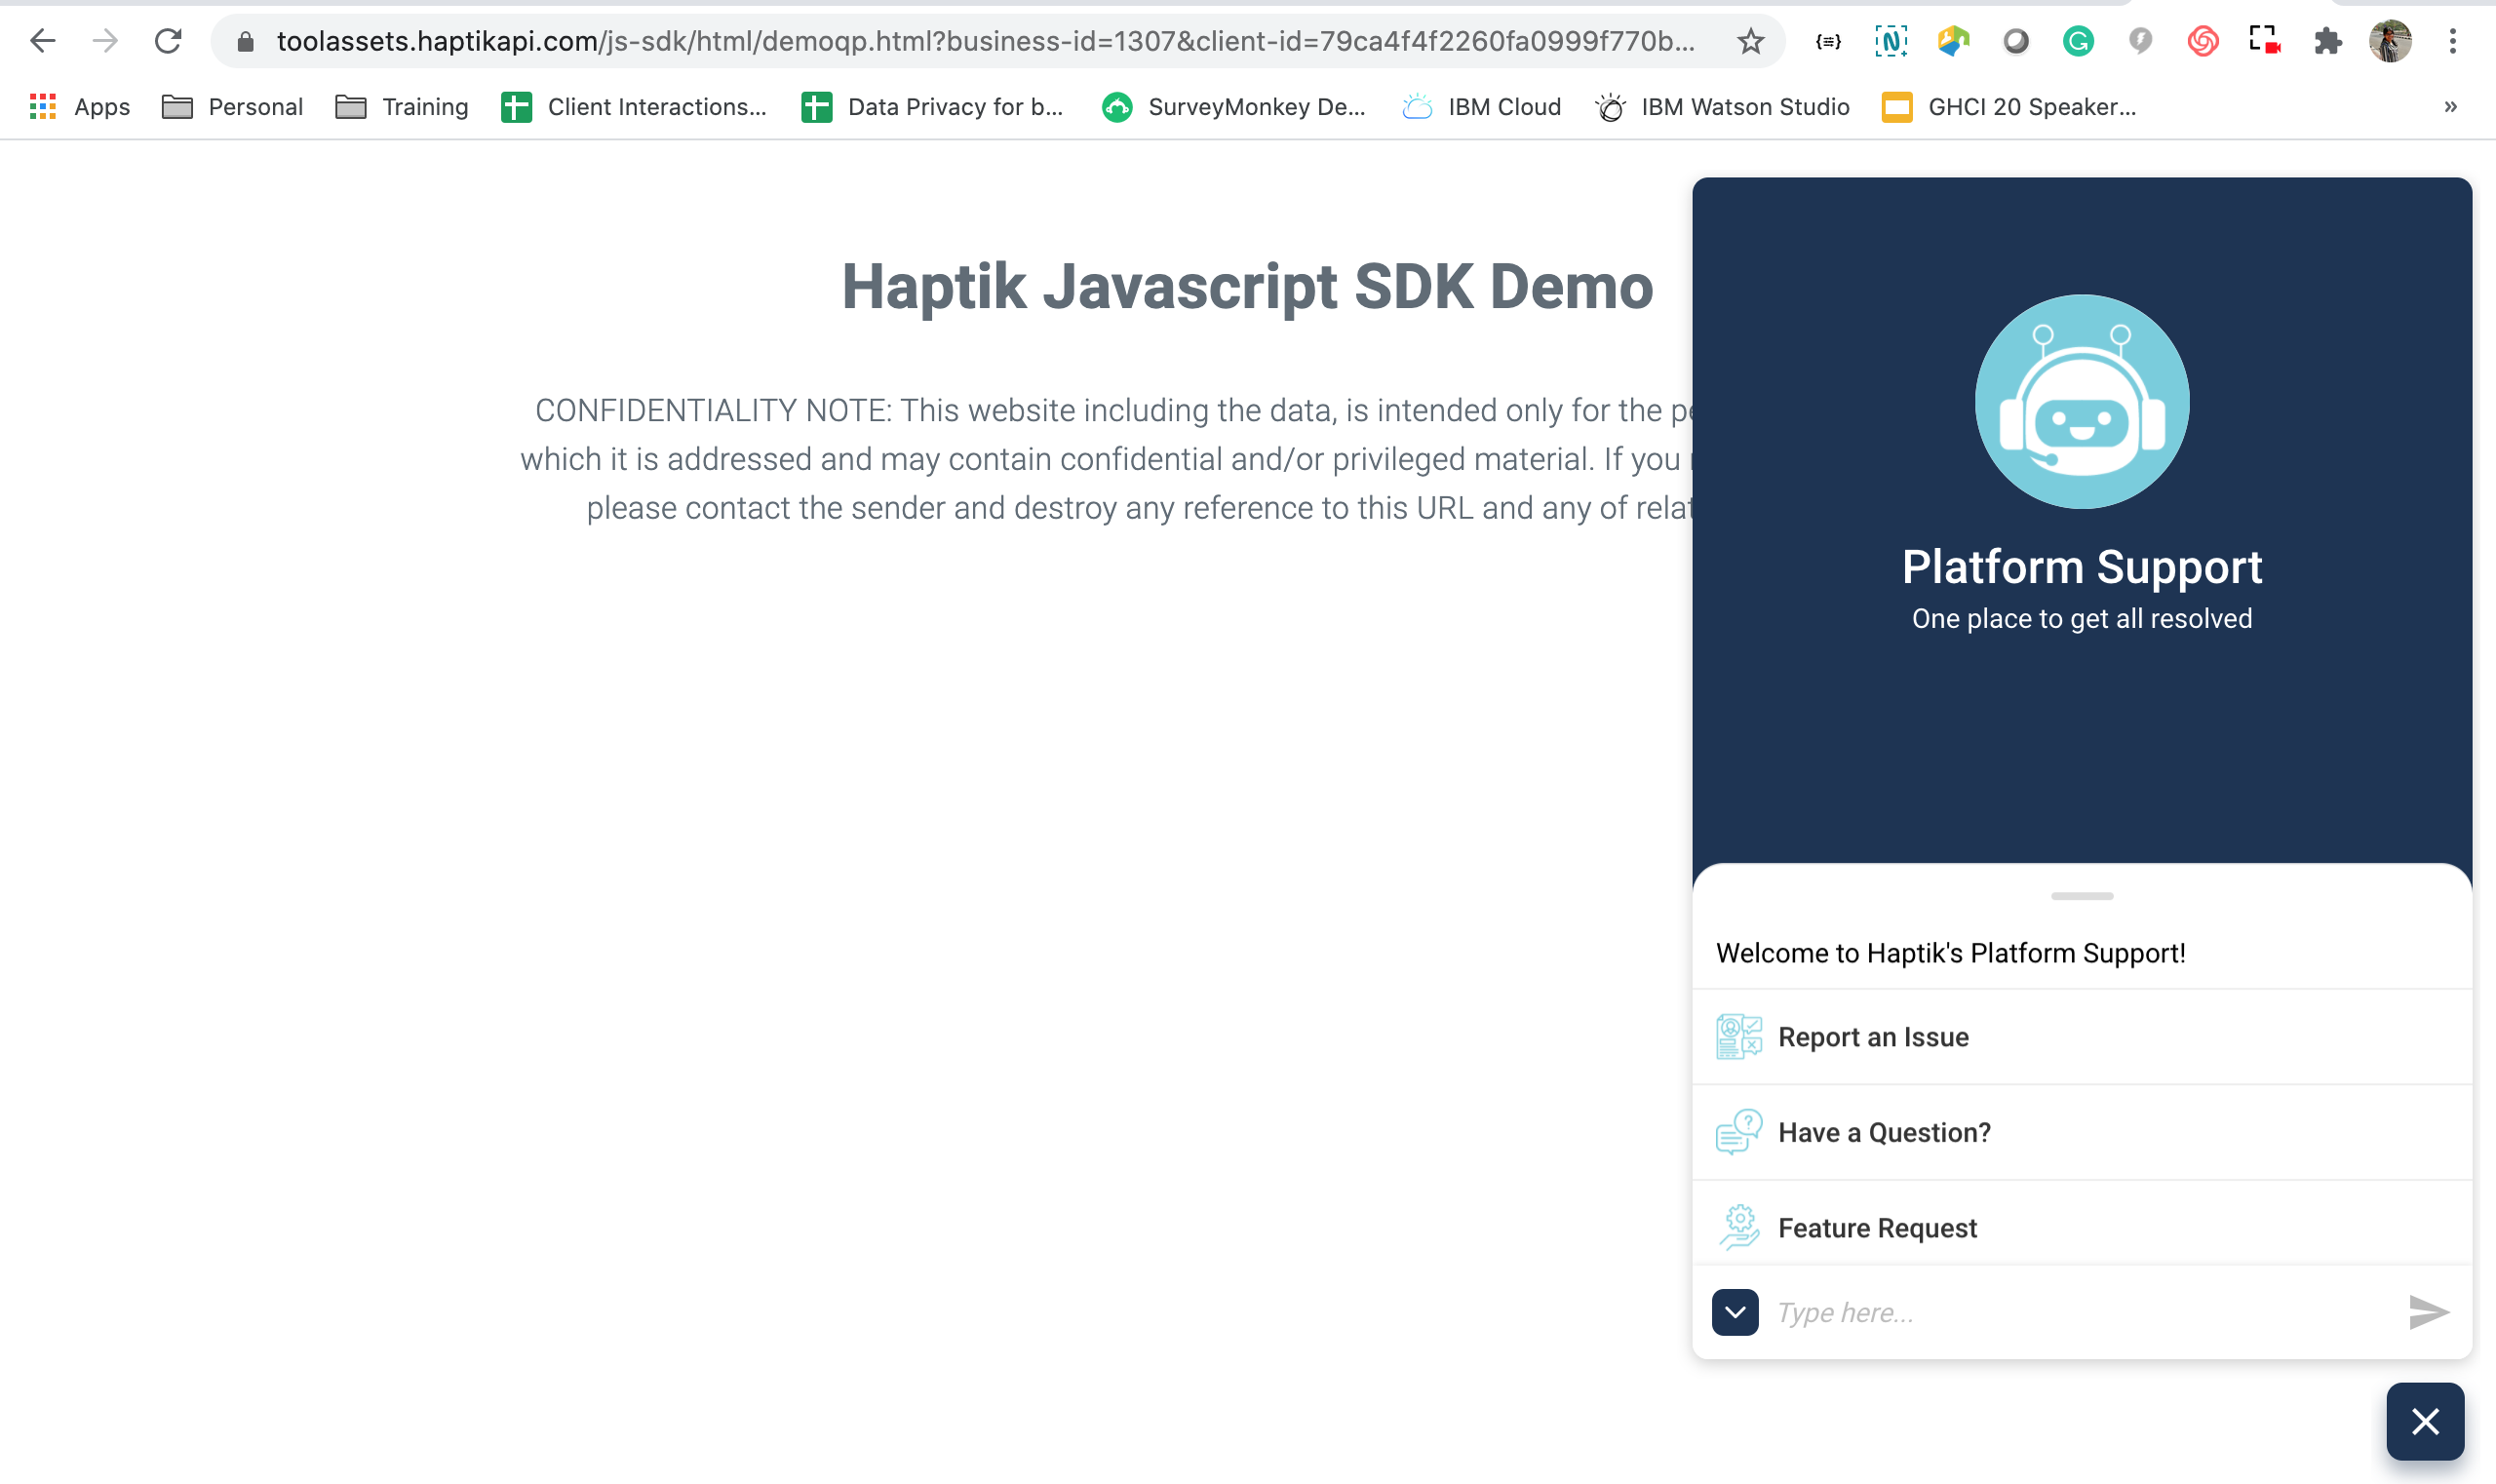 toolassets.haptikapi.com/js-sdk/html/demoqp.html?business-id=1307&client-id=79ca4f4f2260fa0999f770b...
Apps Personal Training Client Interactions... Data Privacy for b... SurveyMonkey De... IBM Cloud IBM Watson Studio GHCI 20 Speaker... »
Haptik Javascript SDK Demo
CONFIDENTIALITY NOTE: This website including the data, is intended only for the
which it is addressed and may contain confidential and/or privileged material. If you
please contact the sender and destroy any reference to this URL and any of
Platform Support
One place to get all resolved
Welcome to Haptik's Platform Support!
Report an Issue
Have a Question?
Feature Request
Type here...